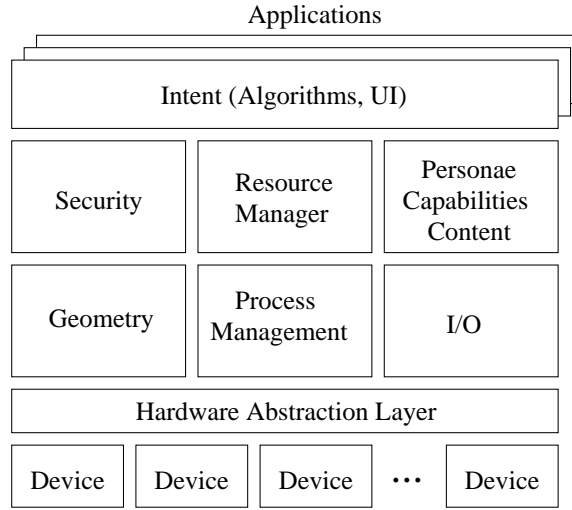 Applications
Intent (Algorithms, UI)
Security
Resource
Manager
Personae
Capabilities
Content
Geometry
Process
Management
I/O
Hardware Abstraction Layer
Device Device Device ··· Device